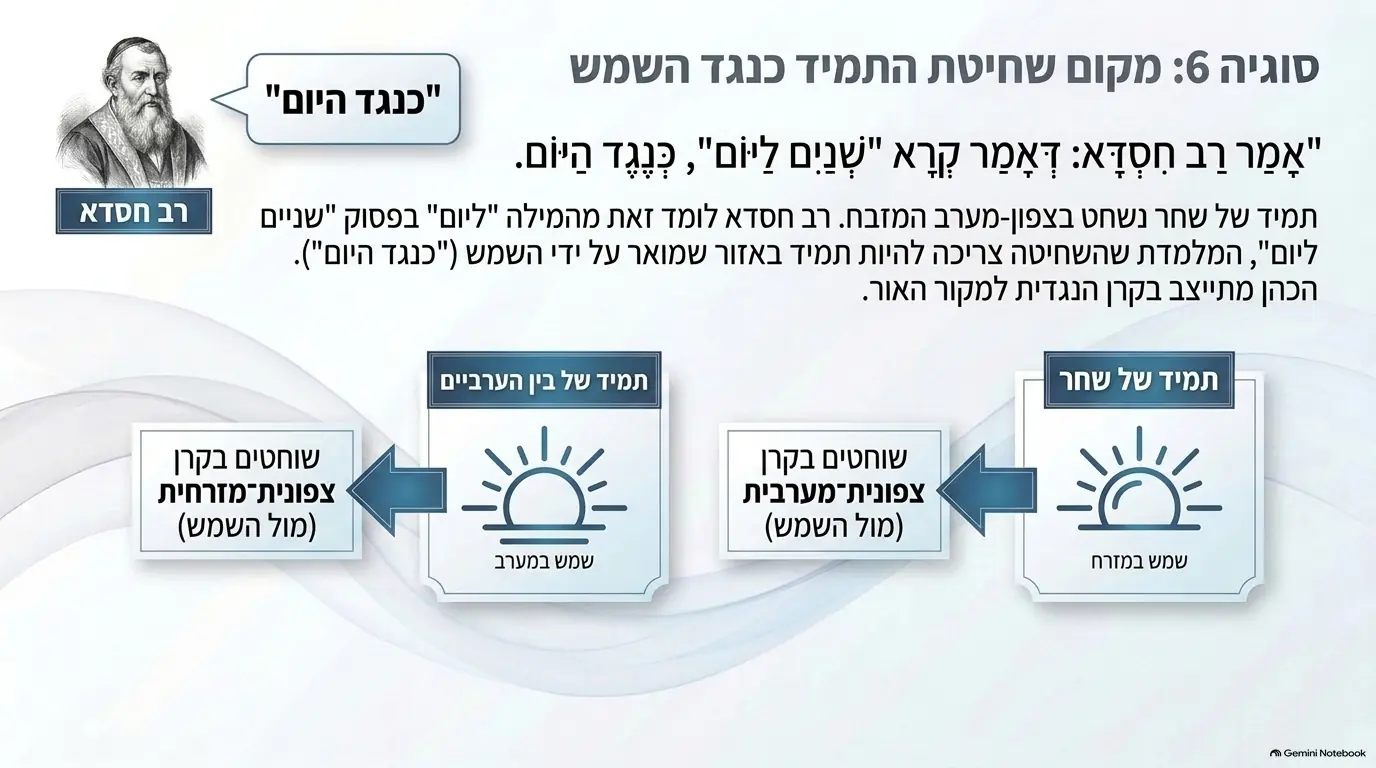 סוגיה 6: מקום שחיטת התמיד כנגד השמש
"כנגד היום"
רב חסדא
"אָמַר רַב חִסְדָּא: דְּאָמַר קְרָא "שְׁנַיִם לַיּוֹם", כְּנֶגֶד הַיּוֹם.
תמיד של שחר נשחט בצפון-מערב המזבח. רב חסדא לומד זאת מהמילה "ליום" בפסוק "שניים
ליום", המלמדת שהשחיטה צריכה להיות תמיד באזור שמואר על ידי השמש ("כנגד היום").
הכהן מתייצב בקרן הנגדית למקור האור.
תמיד של שחר
שמש במזרח
שוחטים בקרן
צפונית־מערבית
(מול השמש)
תמיד של בין הערביים
שמש במערב
שוחטים בקרן
צפונית־מזרחית
(מול השמש)
Gemini Notebook